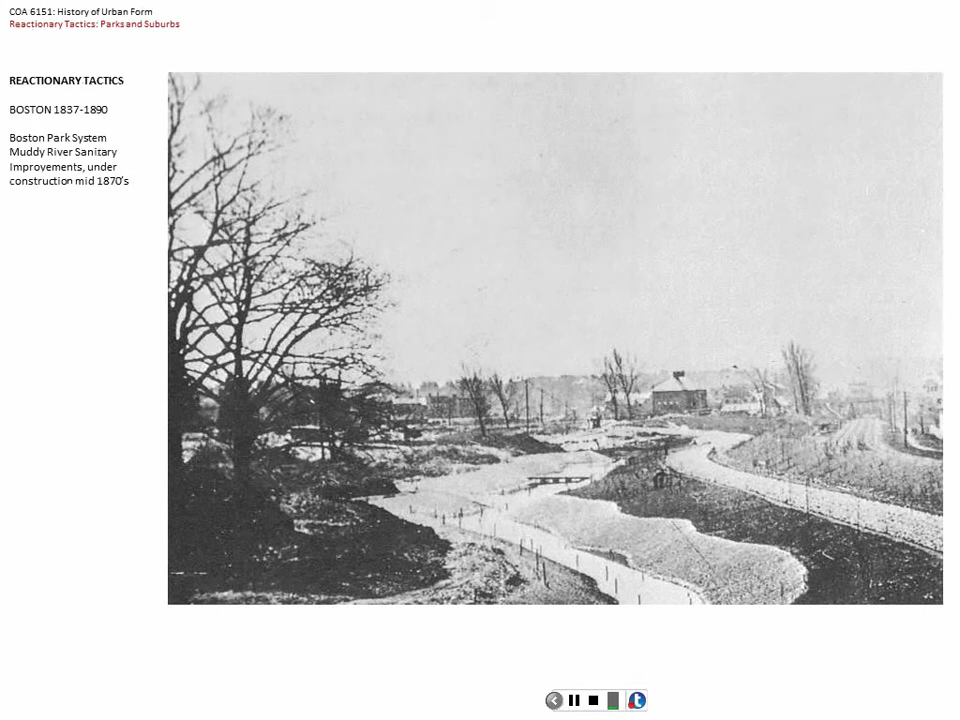 COA 6151: History of Urban Form
Reactionary Tactics: Parks and Suburbs
REACTIONARY TACTICS
BOSTON 1837-1890
Boston Park System
Muddy River Sanitary
Improvements, under
construction mid 1870's